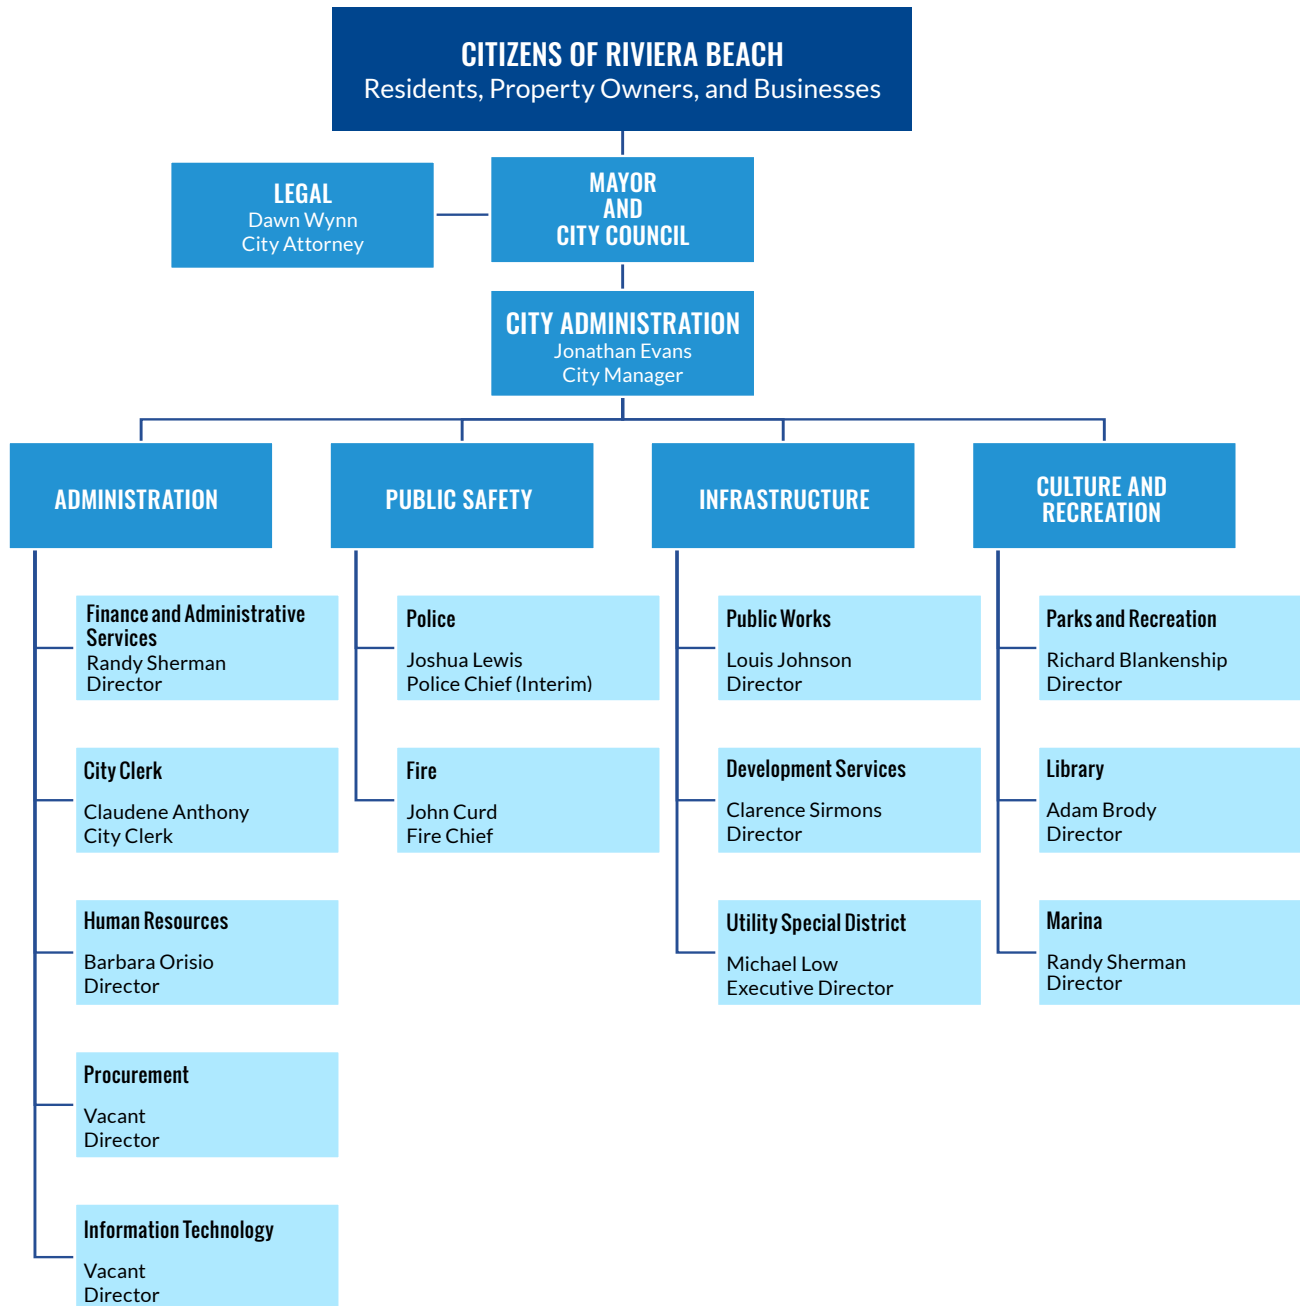 CITIZENS OF RIVIERA BEACH
Residents, Property Owners, and Businesses
LEGAL
Dawn Wynn
City Attorney
MAYOR
AND
CITY COUNCIL
CITY ADMINISTRATION
Jonathan Evans
City Manager
ADMINISTRATION
PUBLIC SAFETY
INFRASTRUCTURE
CULTURE AND
RECREATION
Finance and Administrative
Services
Randy Sherman
Director
City Clerk
Claudene Anthony
City Clerk
Human Resources
Barbara Orisio
Director
Procurement
Vacant
Director
Information Technology
Vacant
Director
Police
Joshua Lewis
Police Chief (Interim)
Fire
John Curd
Fire Chief
Public Works
Louis Johnson
Director
Development Services
Clarence Sirmons
Director
Utility Special District
Michael Low
Executive Director
Parks and Recreation
Richard Blankenship
Director
Library
Adam Brody
Director
Marina
Randy Sherman
Director